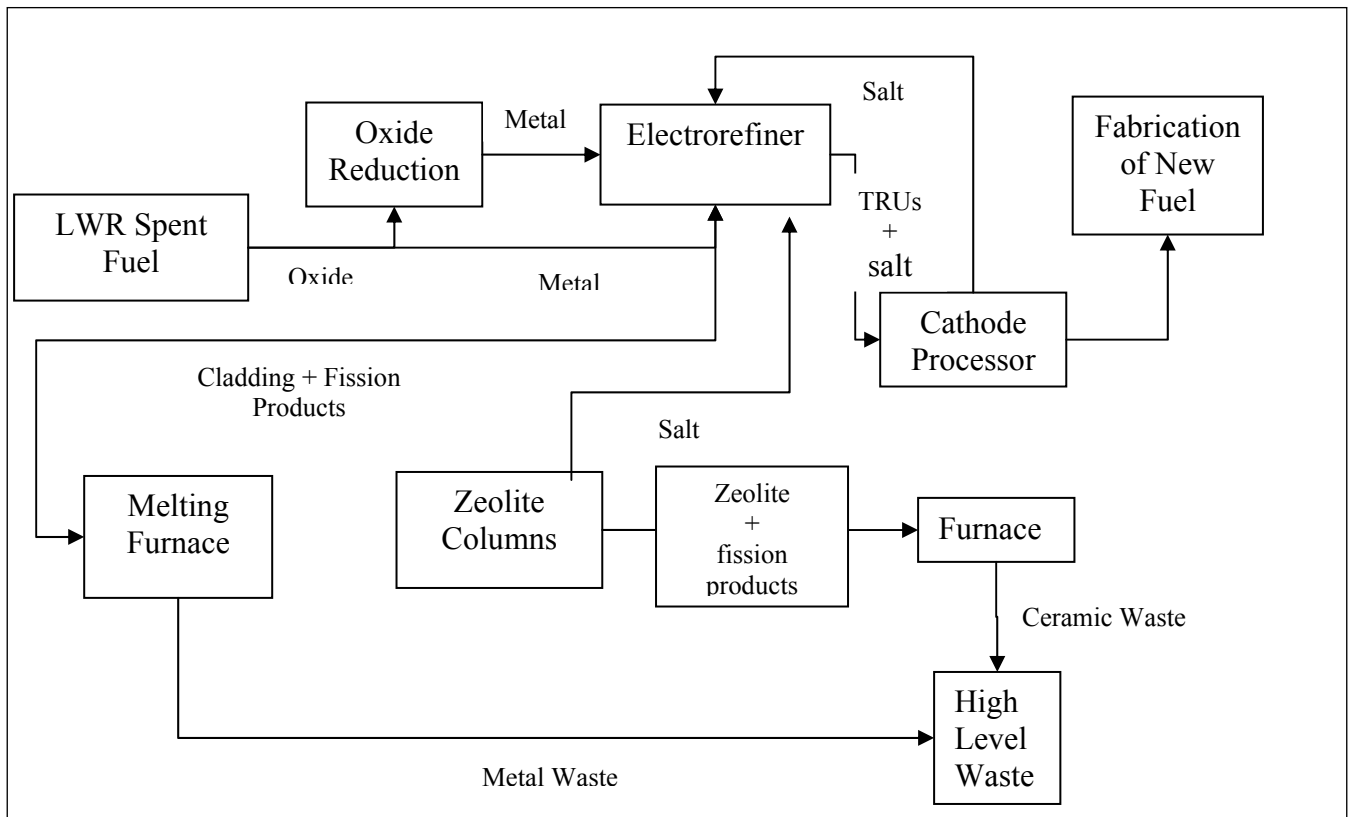 Salt
Oxide
Reduction
Metal
Electrorefiner
Fabrication
of New
Fuel
LWR Spent
Fuel
TRUs
+
salt
Oxide
Metal
Cathode
Processor
Cladding + Fission
Products
Salt
Melting
Furnace
Zeolite
Columns
Zeolite
+
fission
products
Furnace
Ceramic Waste
High
Level
Waste
Metal Waste